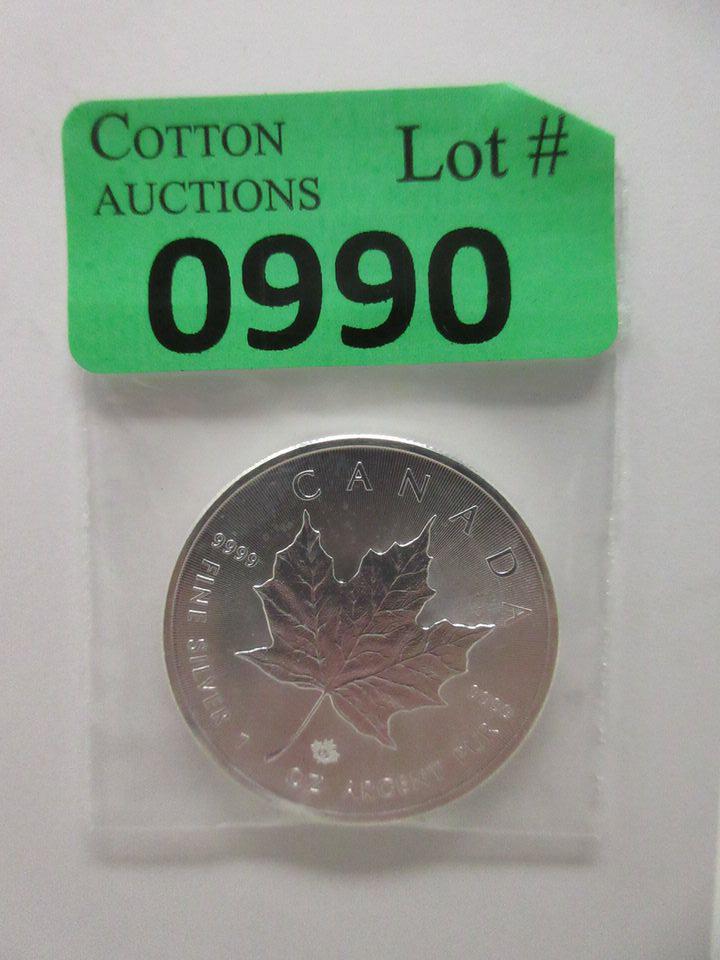 COTTON
AUCTIONS
Lot #
0990
CANADA
9999
FINE SILVER 1 OZ ARGENT PUR
9999